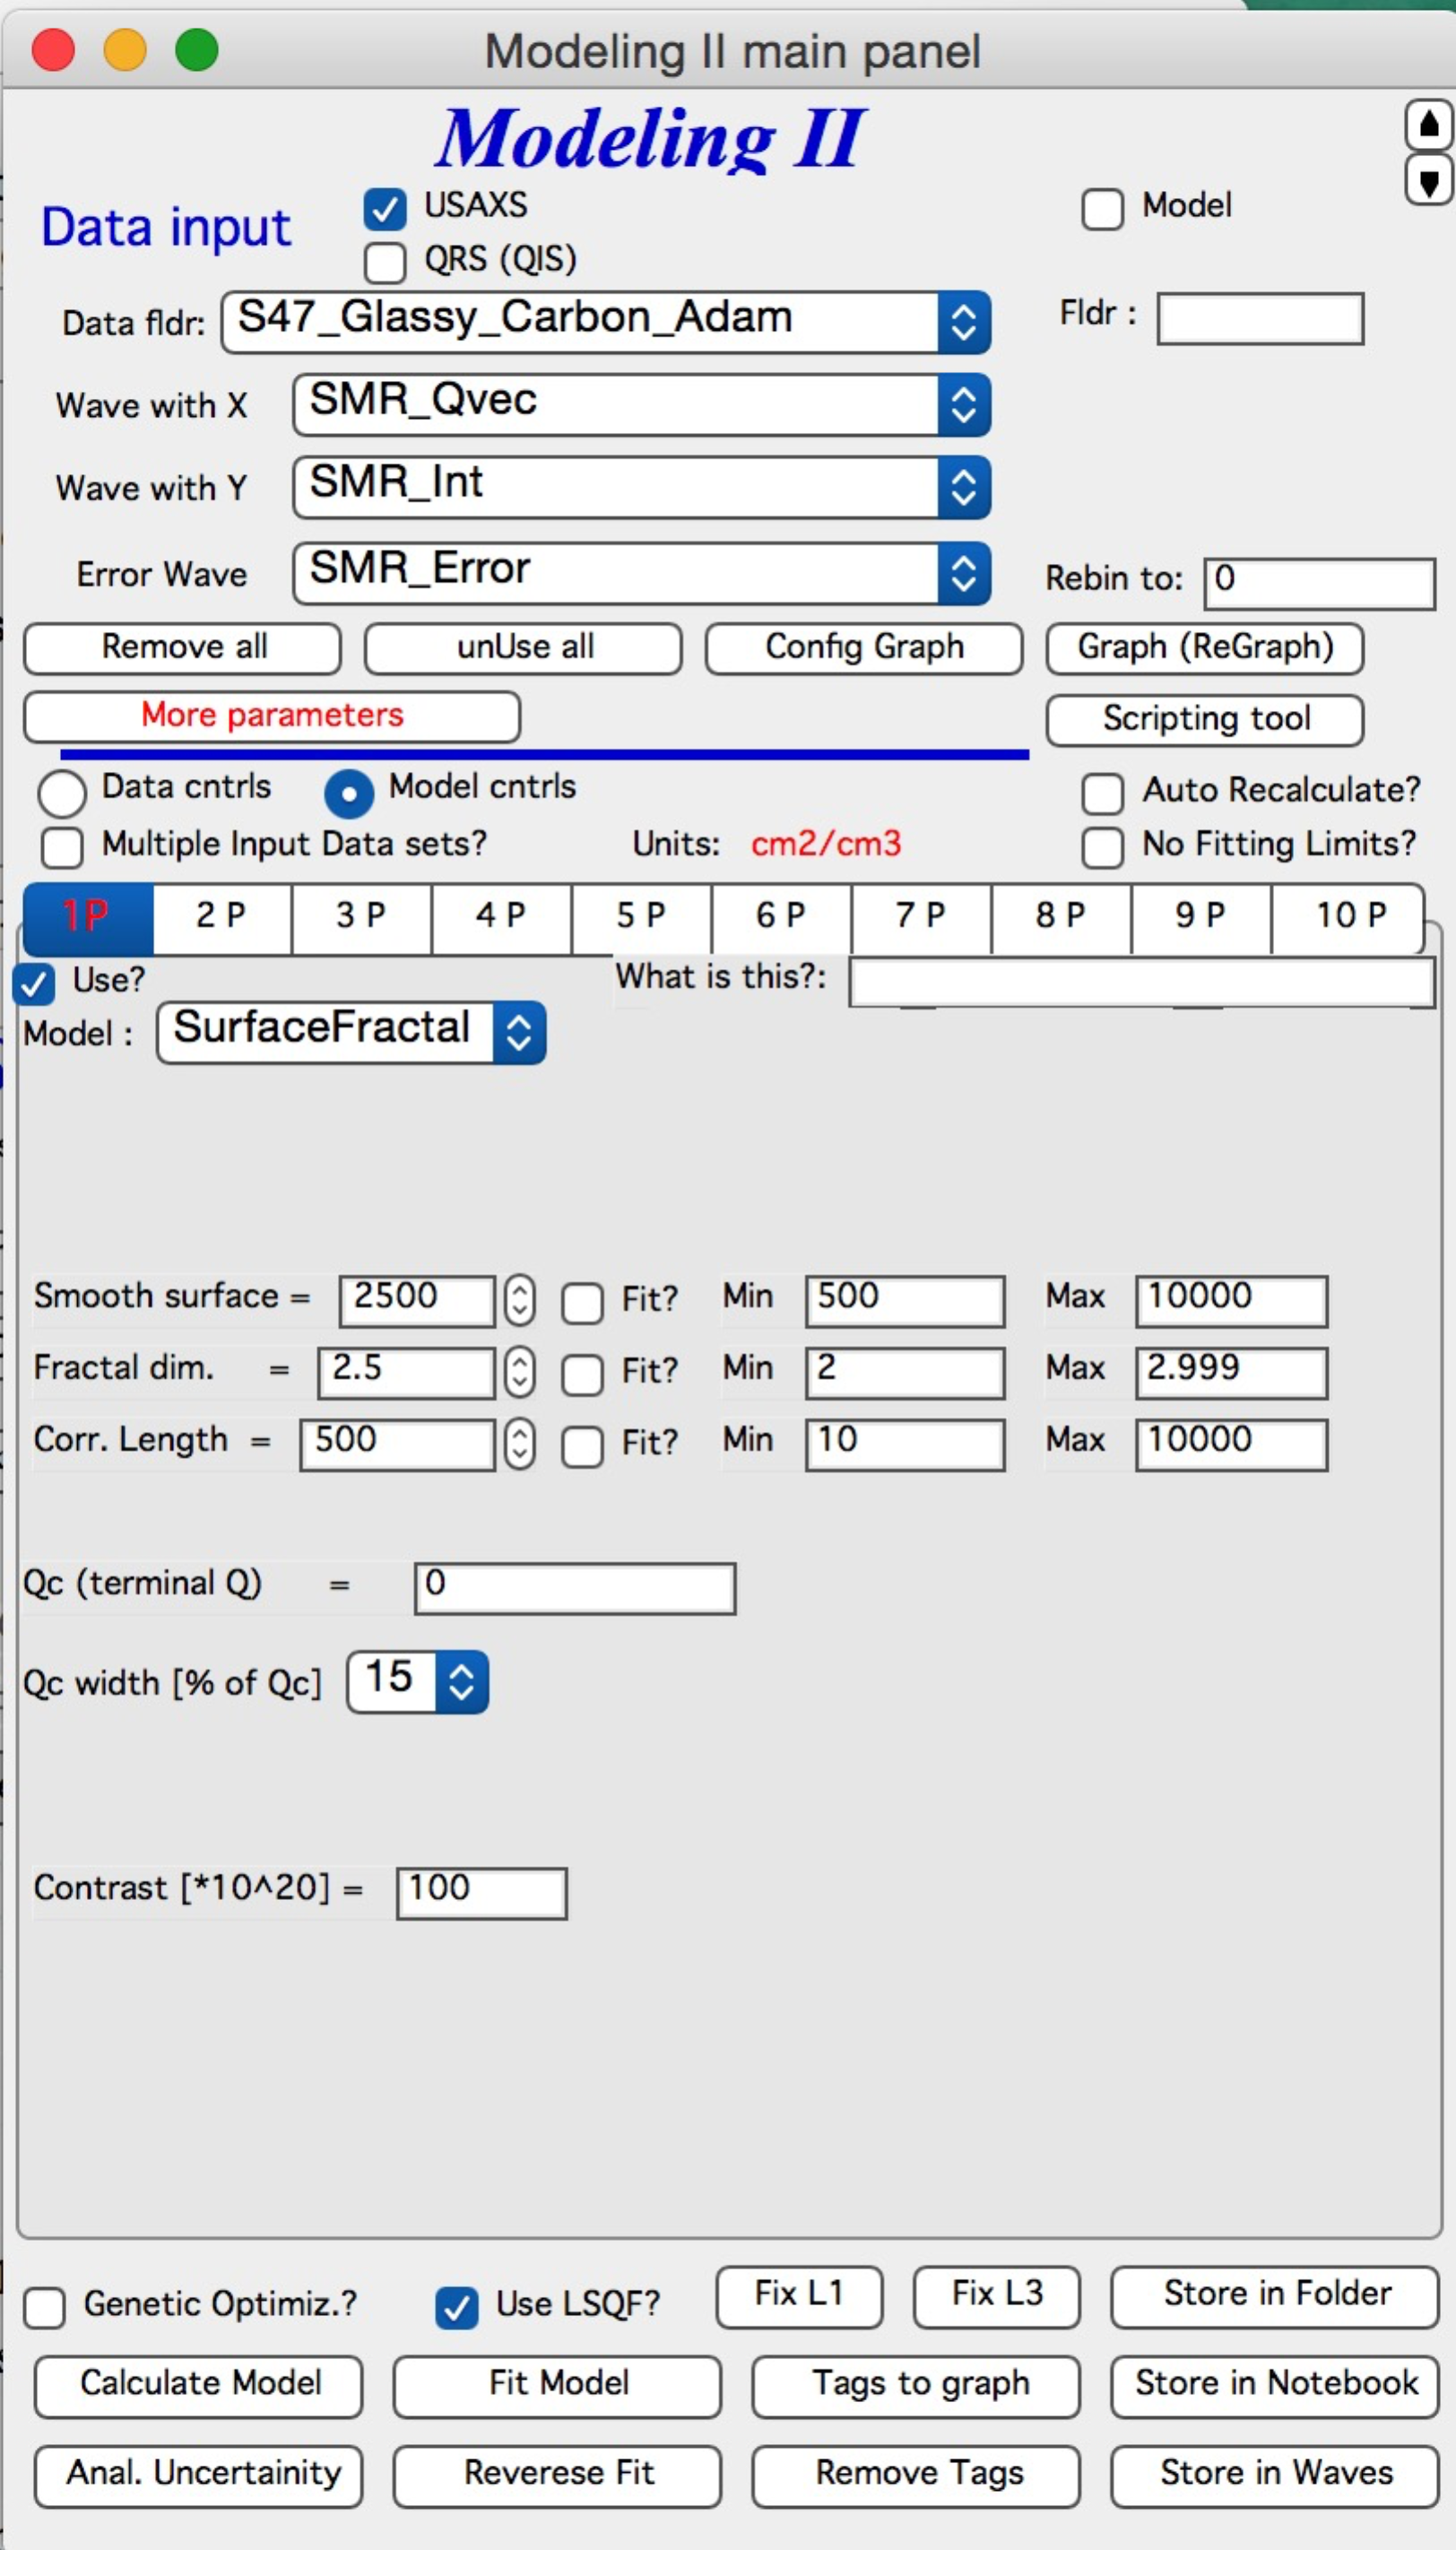 Modeling II main panel
Modeling II
Data input
USAXS
Model
QRS (QIS)
Data fldr: S47_Glassy_Carbon_Adam
Fldr :
Wave with X SMR_Qvec
Wave with Y SMR_Int
Error Wave SMR_Error
Rebin to: 0
Remove all unUse all Config Graph Graph (ReGraph)
More parameters Scripting tool
Data cntrls Model cntrls Auto Recalculate?
Multiple Input Data sets? Units: cm2/cm3 No Fitting Limits?
1P 2 P 3 P 4 P 5 P 6 P 7 P 8 P 9 P 10 P
Use? What is this?:
Model : SurfaceFractal
Smooth surface = 2500 Fit? Min 500 Max 10000
Fractal dim. = 2.5 Fit? Min 2 Max 2.999
Corr. Length = 500 Fit? Min 10 Max 10000
Qc (terminal Q) = 0
Qc width [% of Qc] 15
Contrast [*10^20] = 100
Genetic Optimiz.? Use LSQF? Fix L1 Fix L3 Store in Folder
Calculate Model Fit Model Tags to graph Store in Notebook
Anal. Uncertainity Reverese Fit Remove Tags Store in Waves